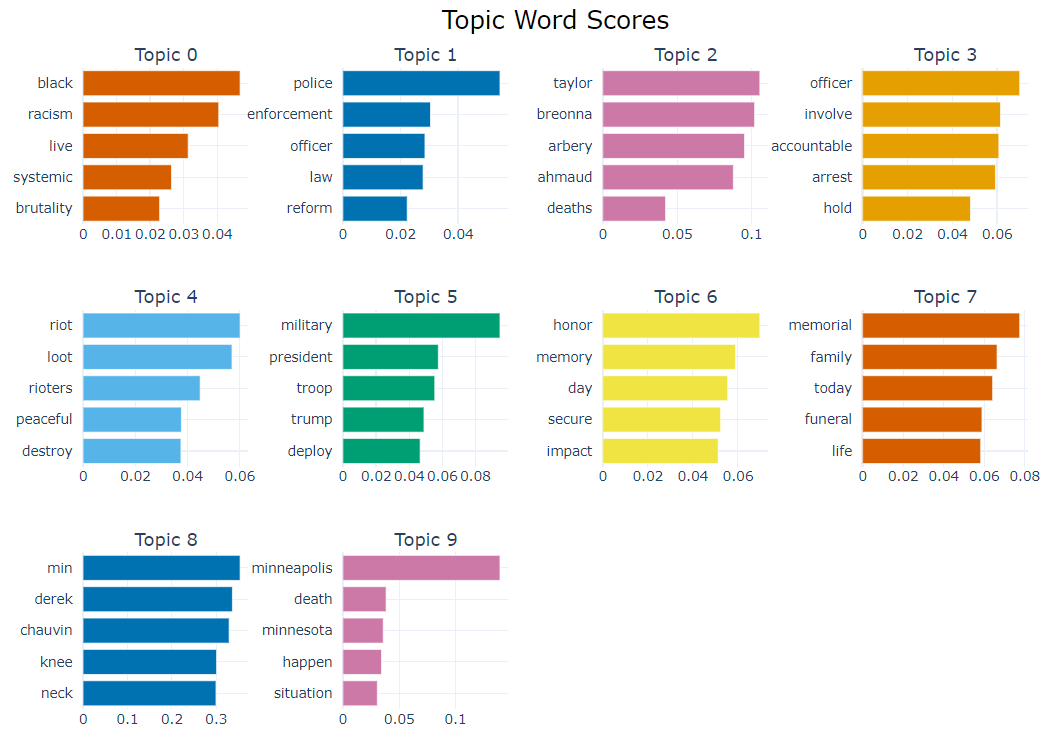 Topic Word Scores
Topic 0
black
racism
live
systemic
brutality
0 0.01 0.02 0.03 0.04
Topic 1
police
enforcement
officer
law
reform
0 0.02 0.04
Topic 2
taylor
breonna
arbery
ahmaud
deaths
0 0.05 0.1
Topic 3
officer
involve
accountable
arrest
hold
0 0.02 0.04 0.06
Topic 4
riot
loot
rioters
peaceful
destroy
0 0.02 0.04 0.06
Topic 5
military
president
troop
trump
deploy
0 0.02 0.04 0.06 0.08
Topic 6
honor
memory
day
secure
impact
0 0.02 0.04 0.06
Topic 7
memorial
family
today
funeral
life
0 0.02 0.04 0.06 0.08
Topic 8
min
derek
chauvin
knee
neck
0 0.1 0.2 0.3
Topic 9
minneapolis
death
minnesota
happen
situation
0 0.05 0.1